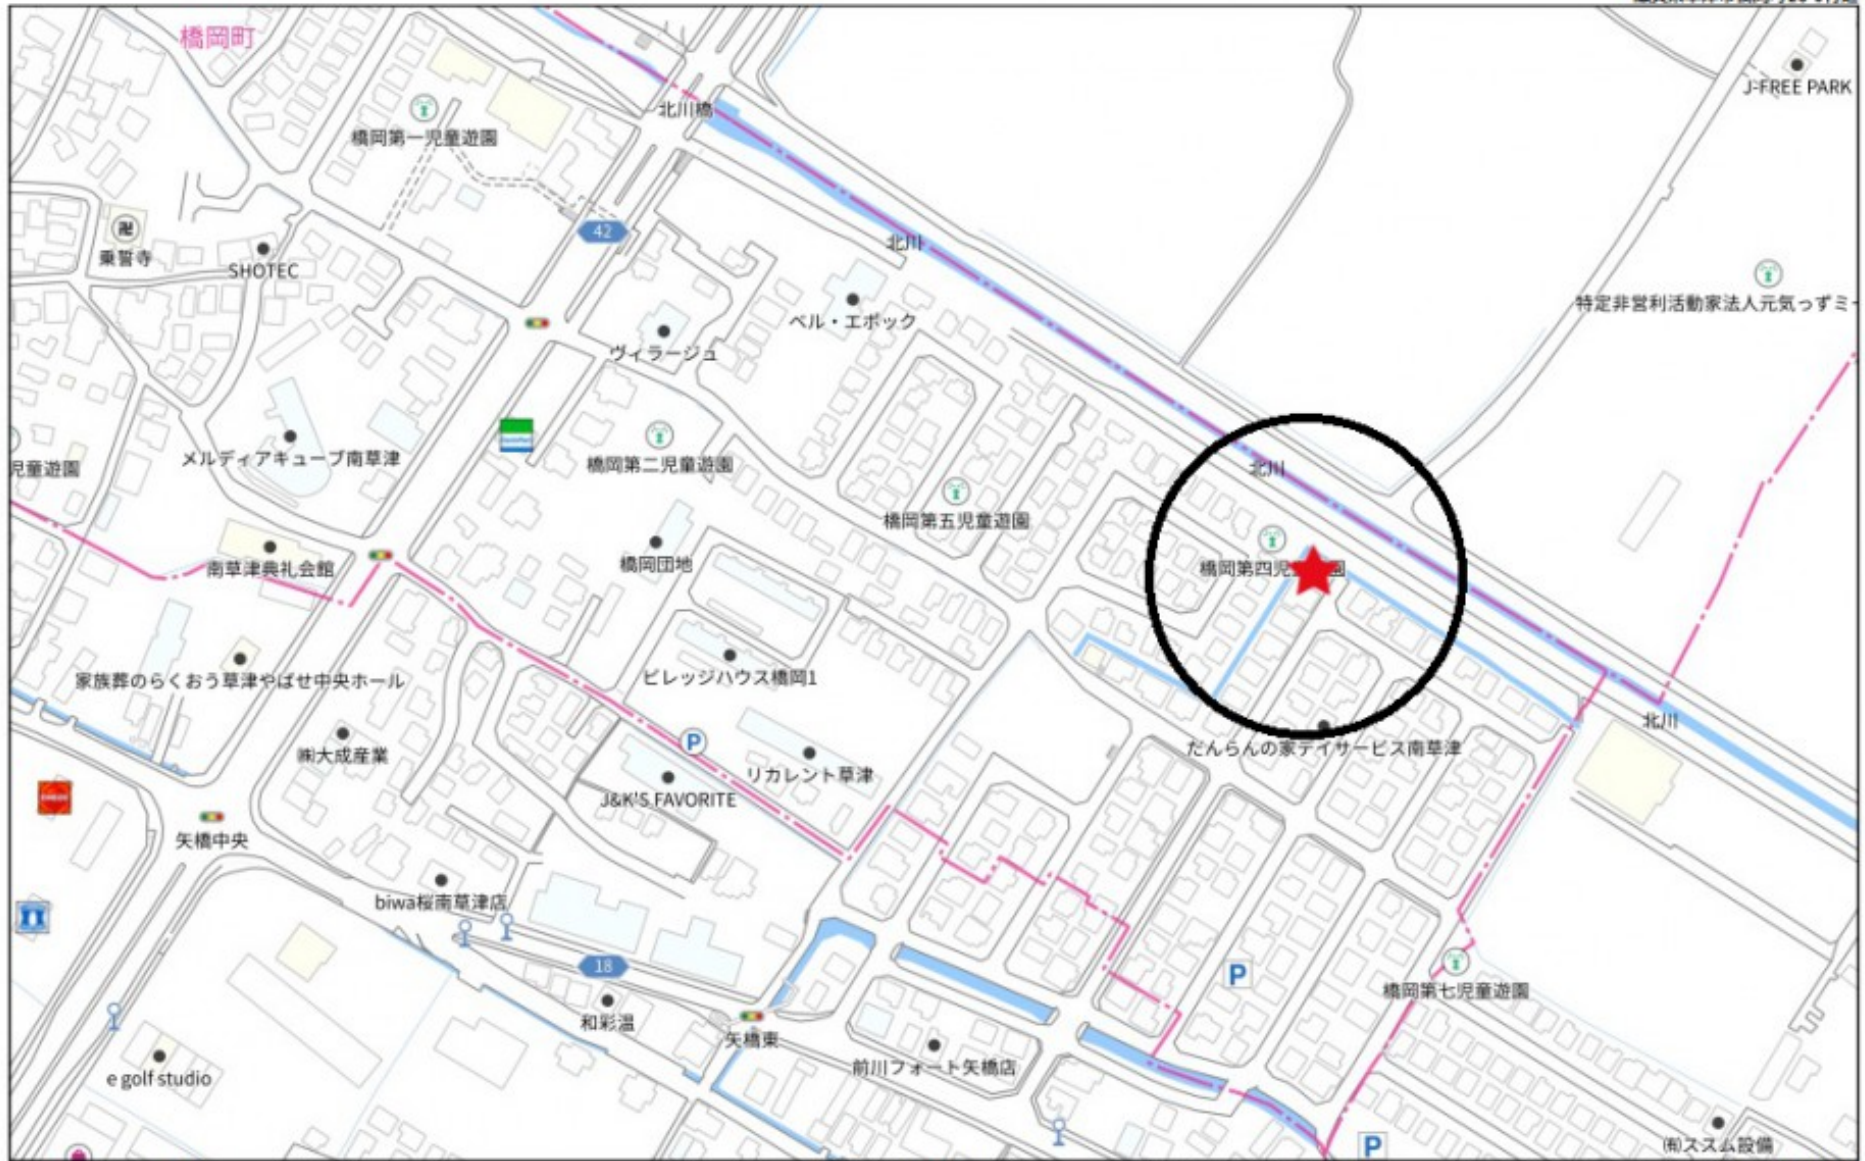 橋岡町
J-FREE PARK
北川橋
橋岡第一児童遊園
42
乗誓寺
SHOTEC
北川
特定非営利活動家法人元気っずミ
ベル・エポック
ヴィラージュ
児童遊園
メルディアキューブ南草津
橋岡第二児童遊園
北川
橋岡第五児童遊園
南草津典礼会館
橋岡団地
橋岡第四児 園
家族葬のらくおう草津やばせ中央ホール
ビレッジハウス橋岡1
北川
㈱大成産業
P
リカレント草津
だんらんの家デイサービス南草津
J&K'S FAVORITE
矢橋中央
biwa桜南草津店
18
P
橋岡第七児童遊園
和彩温
矢橋東
前川フォート矢橋店
e golf studio
P
㈲ススム設備